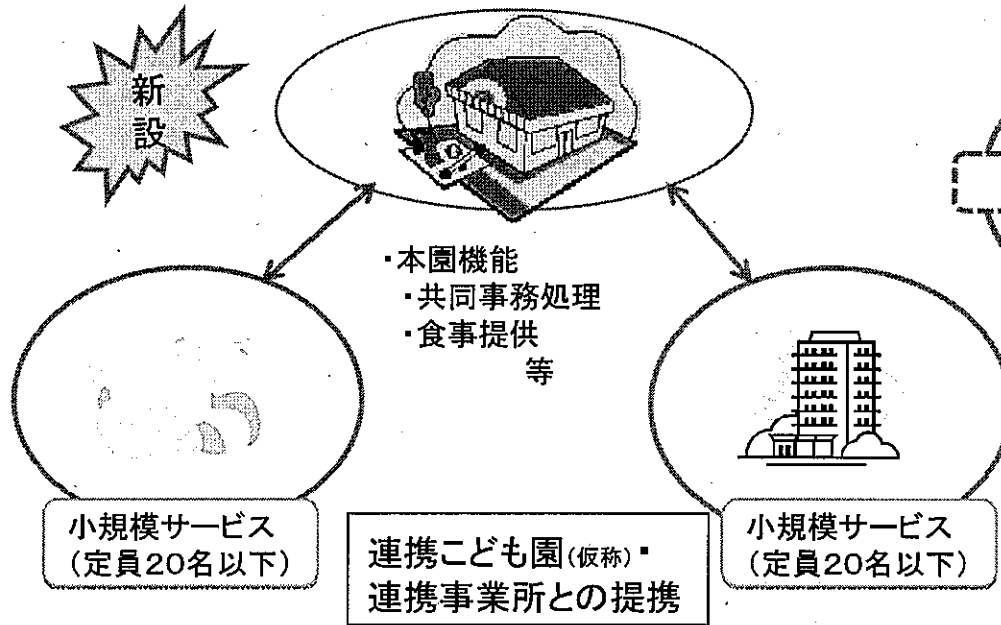 新
設
・本園機能
・共同事務処理
・食事提供
等
小規模サービス
(定員20名以下)
連携こども園(仮称)・
連携事業所との提携
小規模サービス
(定員20名以下)